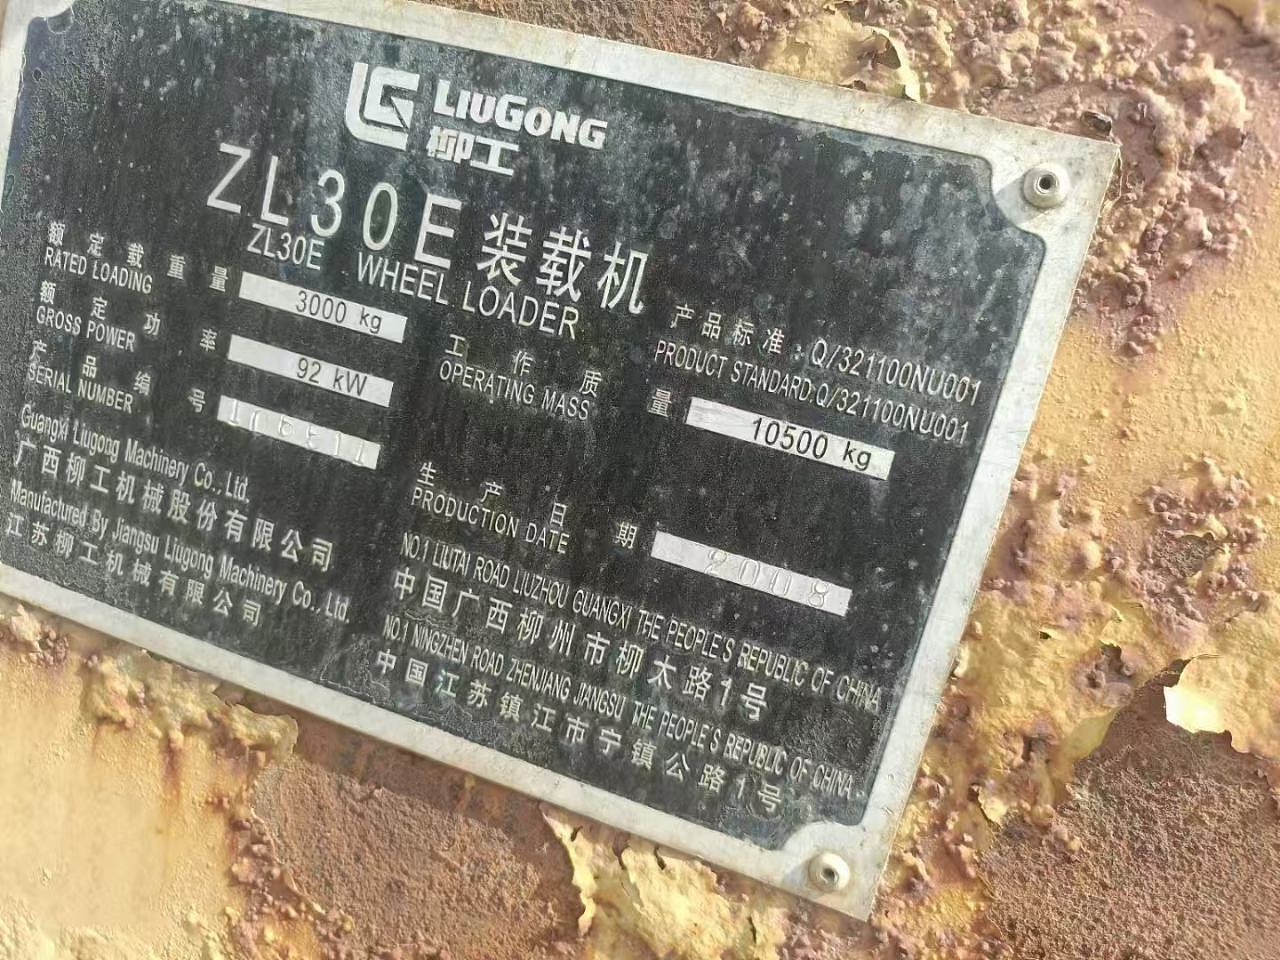 LIUGONG
柳工
ZL30E 装载机
ZL30E WHEEL LOADER
产品标准:Q/321100NU001
PRODUCT STANDARD:Q/321100NU001
额定载重量 3000 kg
RATED LOADING
额定功率 92 kW
GROSS POWER
工作质量 10500 kg
OPERATING MASS
产品编号
SERIAL NUMBER
生产日期 2008
PRODUCTION DATE
Guangxi Liugong Machinery Co., Ltd.
广西柳工机械股份有限公司
Manufactured By Jiangsu Liugong Machinery Co., Ltd.
江苏柳工机械有限公司
NO.1 LIUTAI ROAD LIUZHOU GUANGXI THE PEOPLE'S REPUBLIC OF CHINA
中国广西柳州市柳太路1号
NO.1 NINGZHEN ROAD ZHENJIANG JIANGSU THE PEOPLE'S REPUBLIC OF CHINA
中国江苏镇江市宁镇公路1号